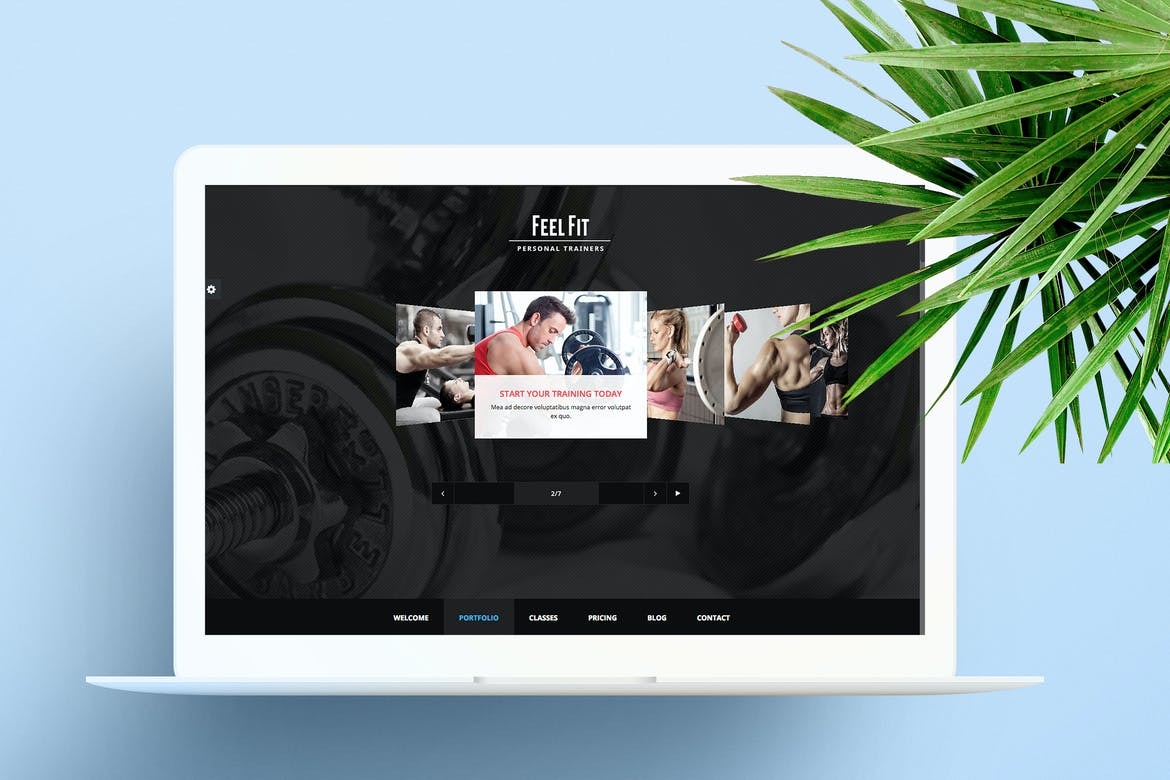 FEEL FIT
PERSONAL TRAINERS
START YOUR TRAINING TODAY
Mea ad decore voluptatibus magna error volutpat
ex quo.
2/7
WELCOME PORTFOLIO CLASSES PRICING BLOG CONTACT